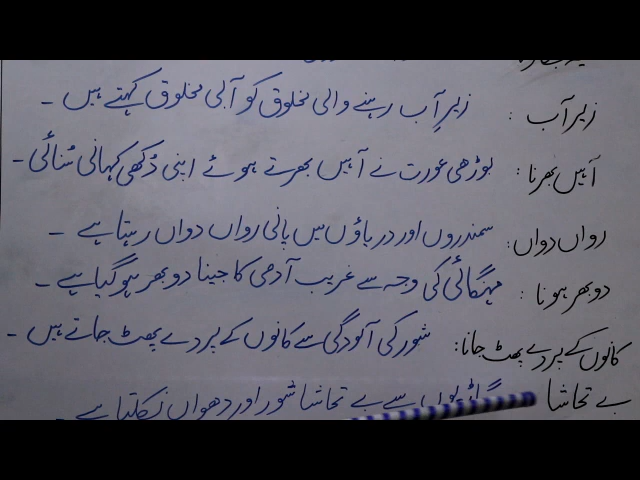 زیر آب : زیرِ آب رہنے والی مخلوق کو آبی مخلوق کہتے ہیں ۔
آہیں بھرنا : بوڑھی عورت نے آہیں بھرتے ہوئے اپنی دُکھی کہانی سُنائی ۔
رواں دواں : سمندروں اور دریاؤں میں پانی رواں دواں رہتا ہے ۔
دوبھر ہونا : مہنگائی کی وجہ سے غریب آدمی کا جینا دوبھر ہو گیا ہے ۔
کانوں کے پردے پھٹ جانا : شور کی آلودگی سے کانوں کے پردے پھٹ جاتے ہیں ۔
بے تحاشا سے بے تحاشا شور اور دھواں نکلتا ہے ۔